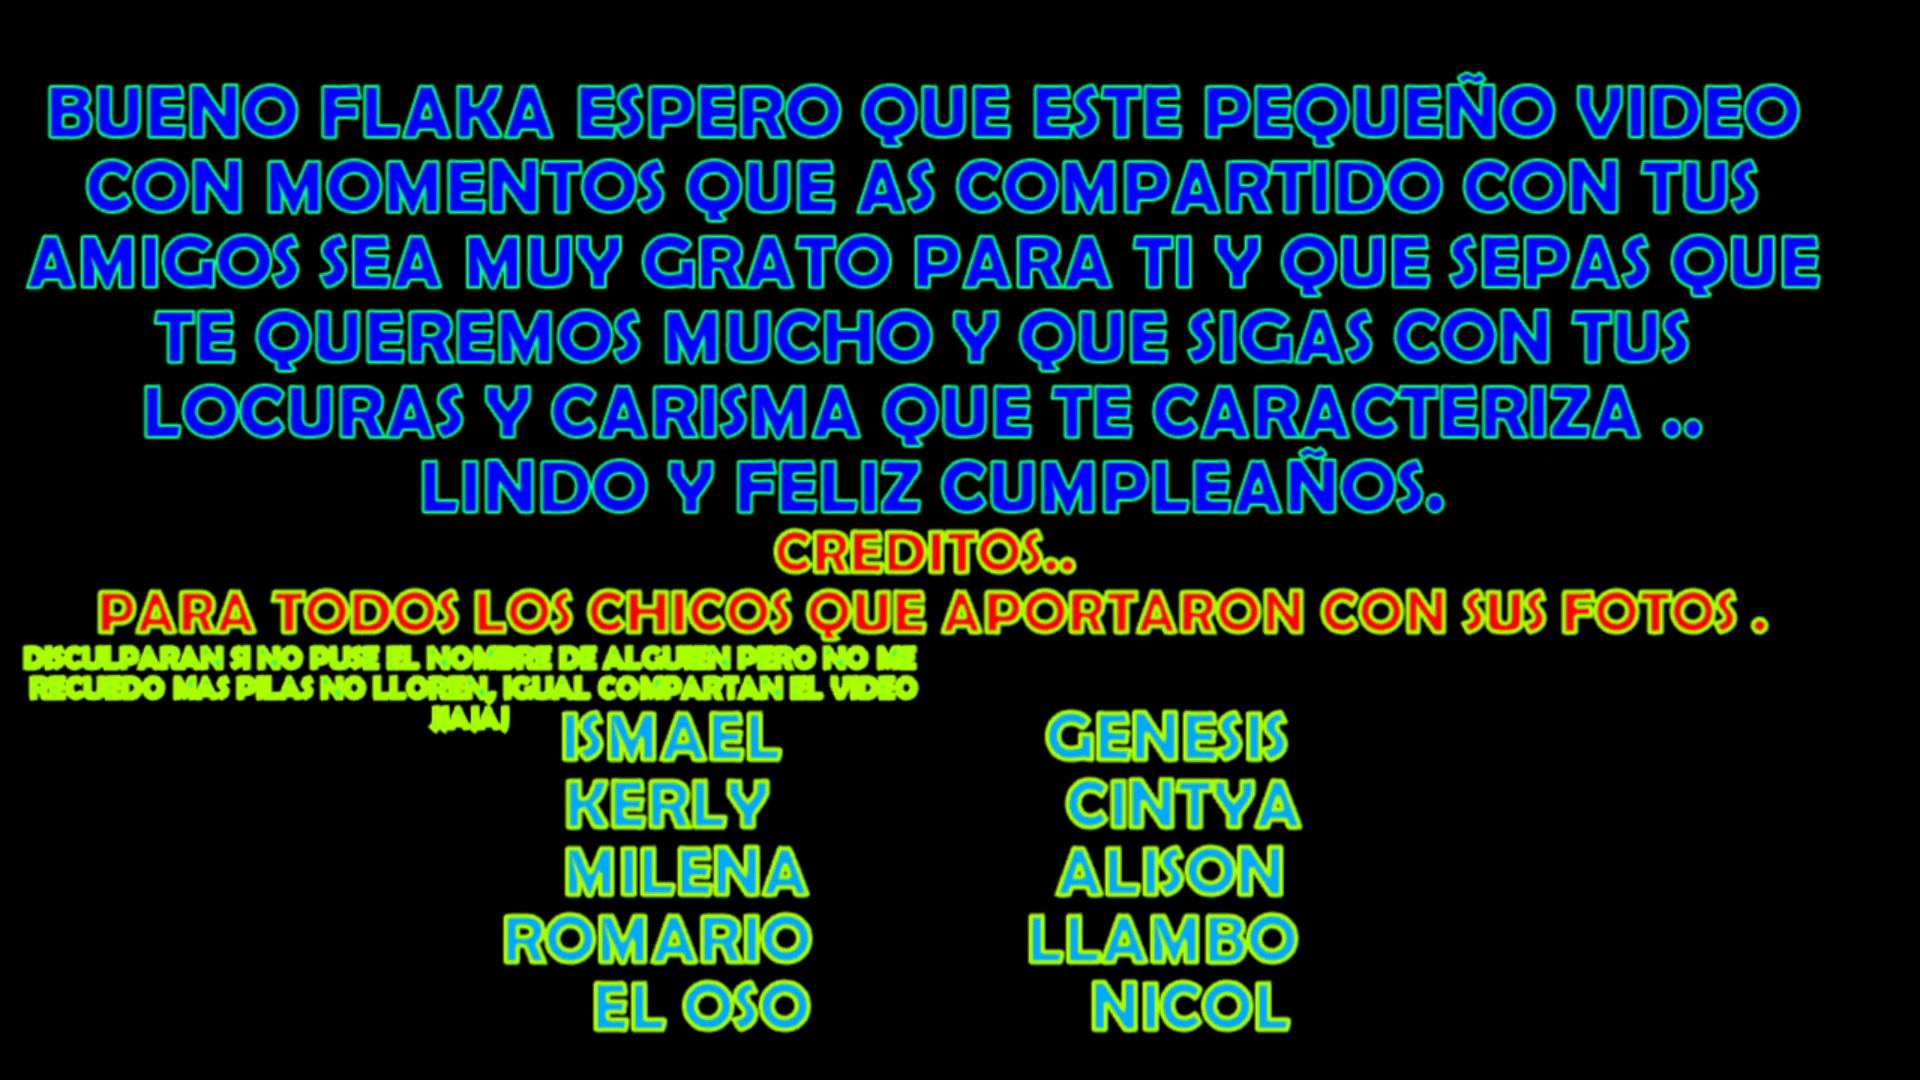 BUENO FLAKA ESPERO QUE ESTE PEQUEÑO VIDEO
CON MOMENTOS QUE AS COMPARTIDO CON TUS
AMIGOS SEA MUY GRATO PARA TI Y QUE SEPAS QUE
TE QUEREMOS MUCHO Y QUE SIGAS CON TUS
LOCURAS Y CARISMA QUE TE CARACTERIZA ..
LINDO Y FELIZ CUMPLEAÑOS.
CREDITOS..
PARA TODOS LOS CHICOS QUE APORTARON CON SUS FOTOS .
DISCULPARAN SI NO PUSE EL NOMBRE DE ALGUIEN PERO NO ME
RECUEDO MAS PILAS NO LLOREN, IGUAL COMPARTAN EL VIDEO
ISMAEL GENESIS
KERLY CINTYA
MILENA ALISON
ROMARIO LLAMBO
EL OSO NICOL